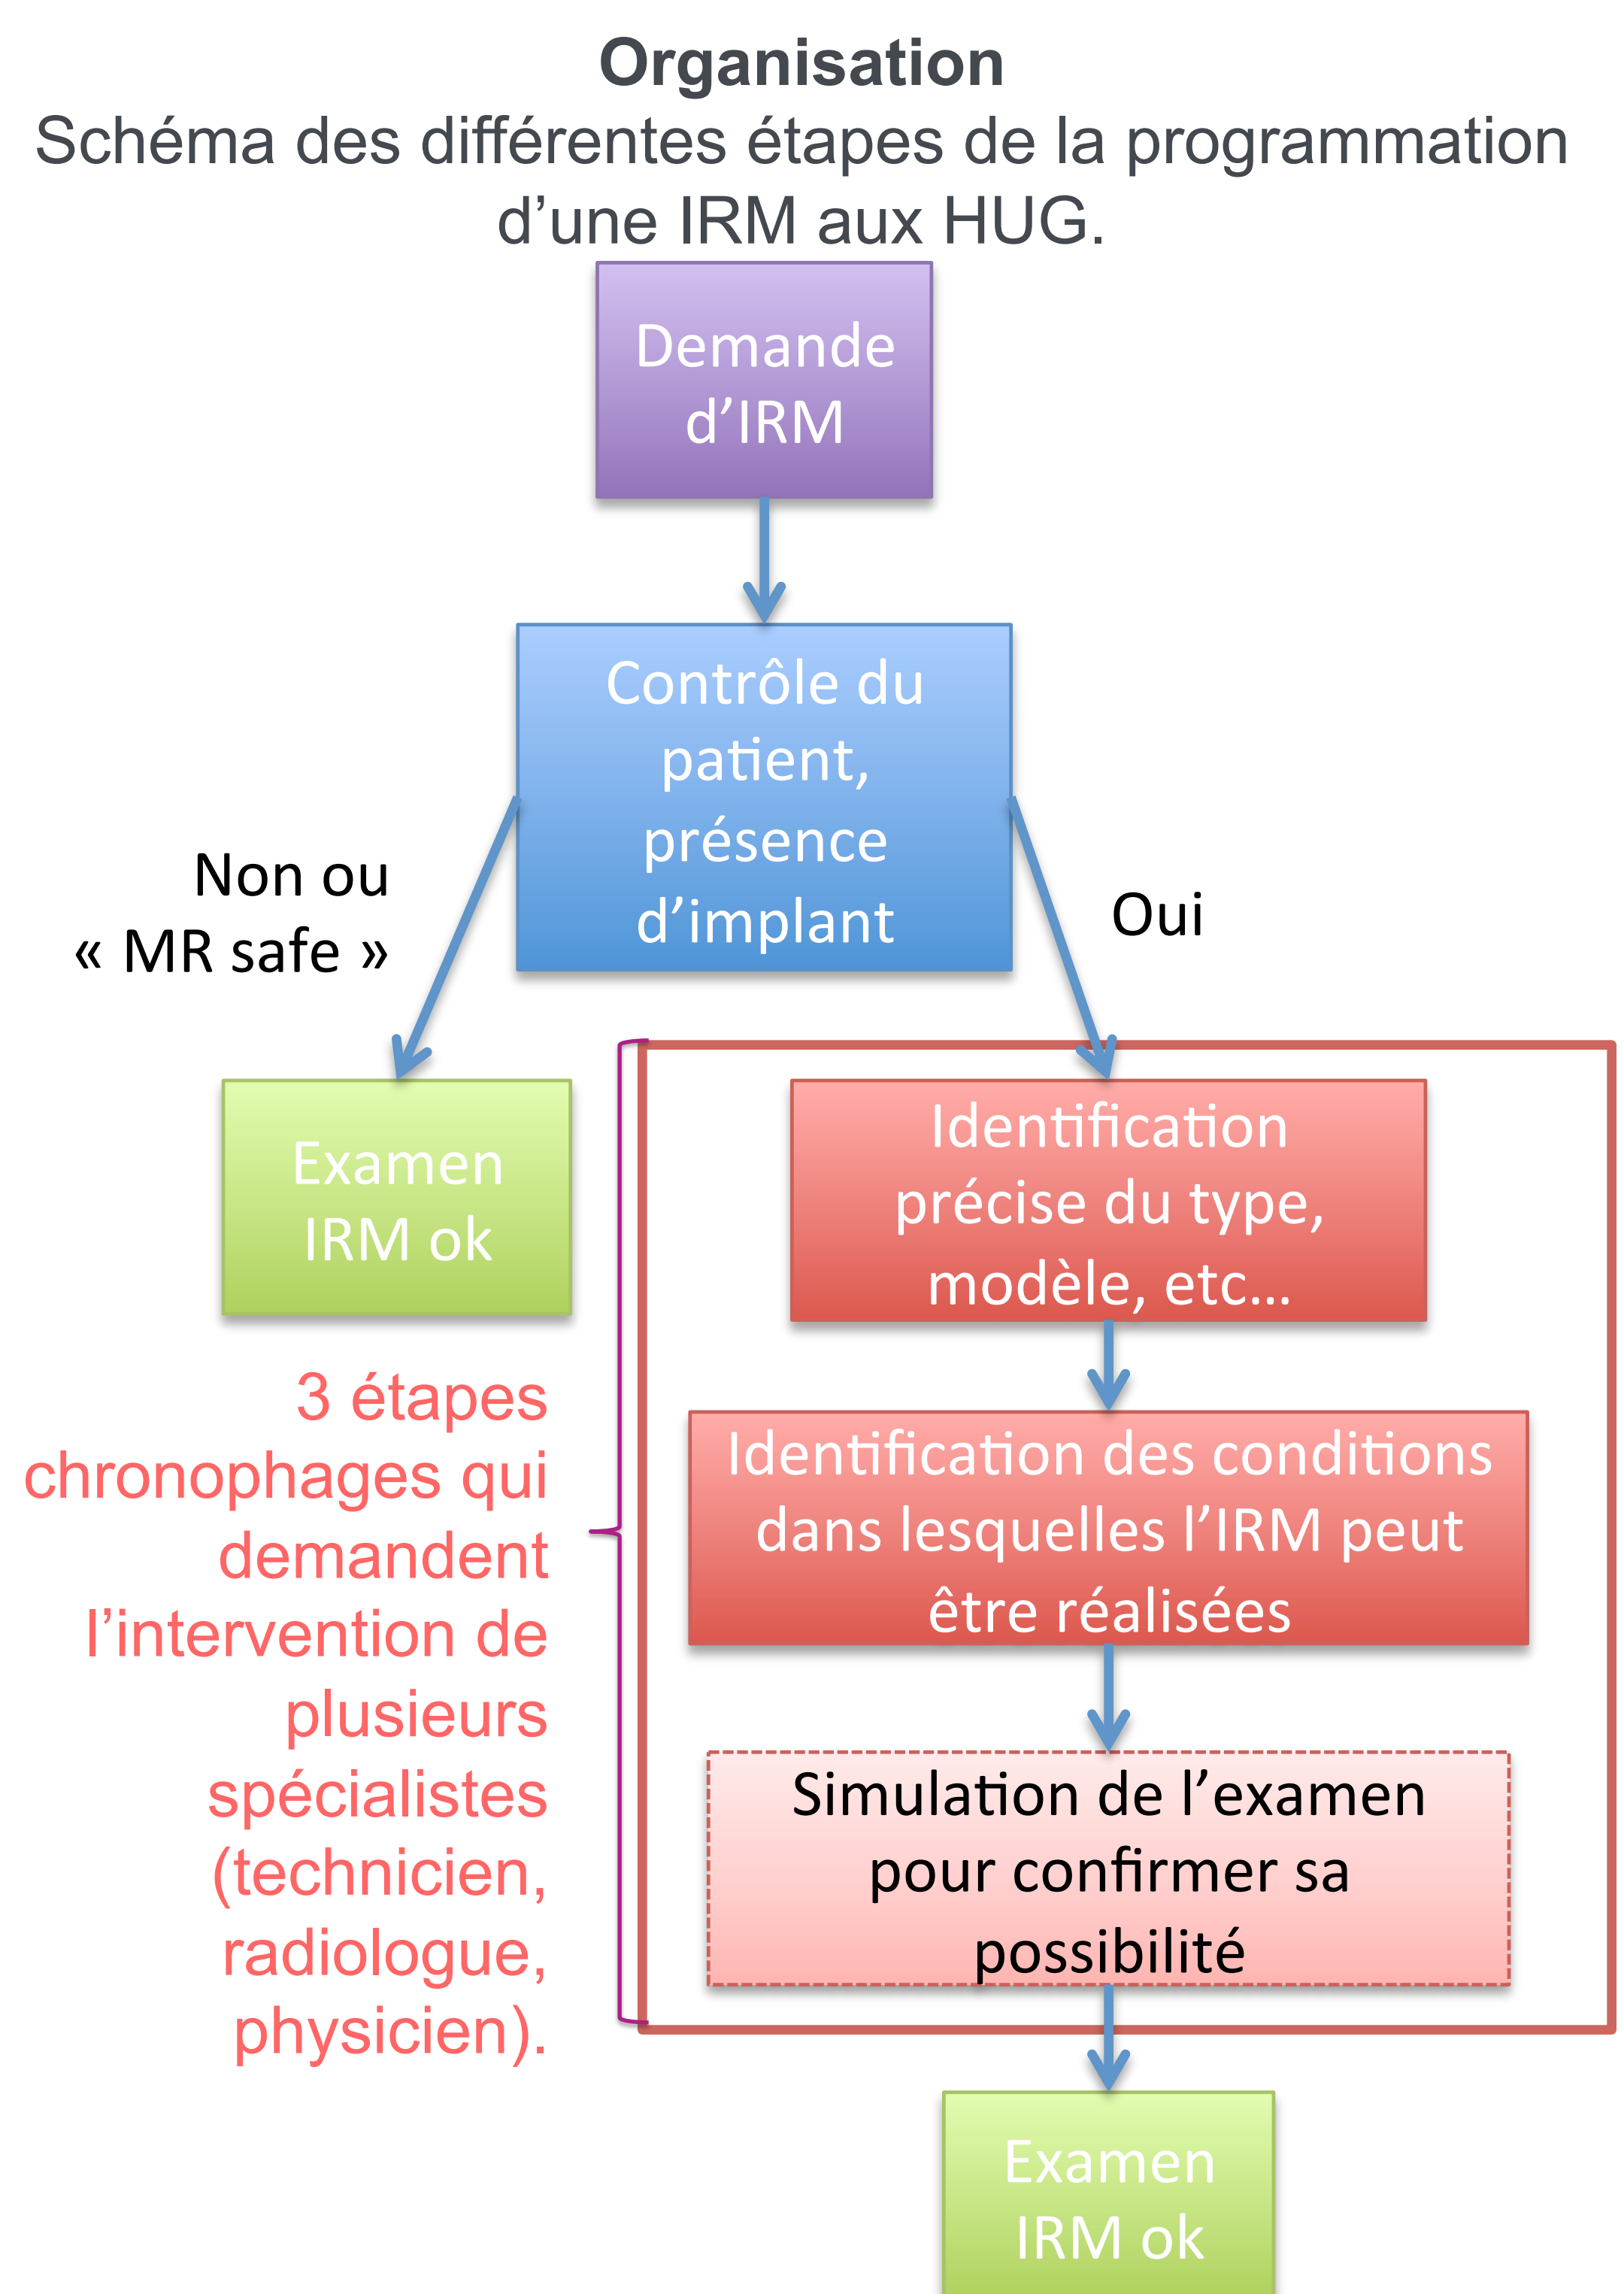 Organisation
Schéma des différentes étapes de la programmation
d’une IRM aux HUG.
Demande
d’IRM
Contrôle du
patient,
présence
d’implant
Non ou
« MR safe »
Oui
Examen
IRM ok
Identification
précise du type,
modèle, etc...
Identification des conditions
dans lesquelles l’IRM peut
être réalisées
Simulation de l’examen
pour confirmer sa
possibilité
3 étapes
chronophages qui
demandent
l’intervention de
plusieurs
spécialistes
(technicien,
radiologue,
physicien).
Examen
IRM ok